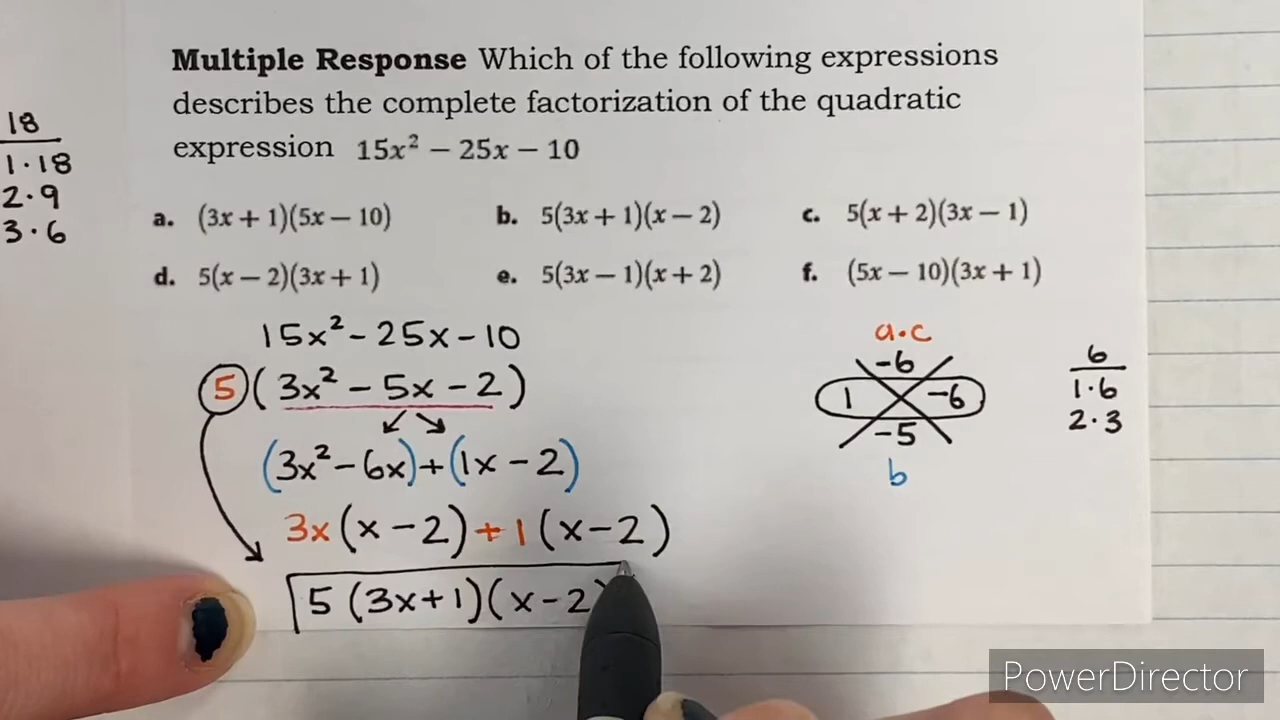 Multiple Response Which of the following expressions
describes the complete factorization of the quadratic
expression 15x² − 25x − 10
a. (3x + 1)(5x − 10) b. 5(3x + 1)(x − 2) c. 5(x + 2)(3x − 1)
d. 5(x − 2)(3x + 1) e. 5(3x − 1)(x + 2) f. (5x − 10)(3x + 1)
18
1·18
2·9
3·6
15x² − 25x − 10
5(3x² − 5x − 2)
(3x² − 6x) + (1x − 2)
3x(x − 2) + 1(x − 2)
5(3x+1)(x−2)
a·c
−6
1 −6
−5
b
6
1·6
2·3
PowerDirector